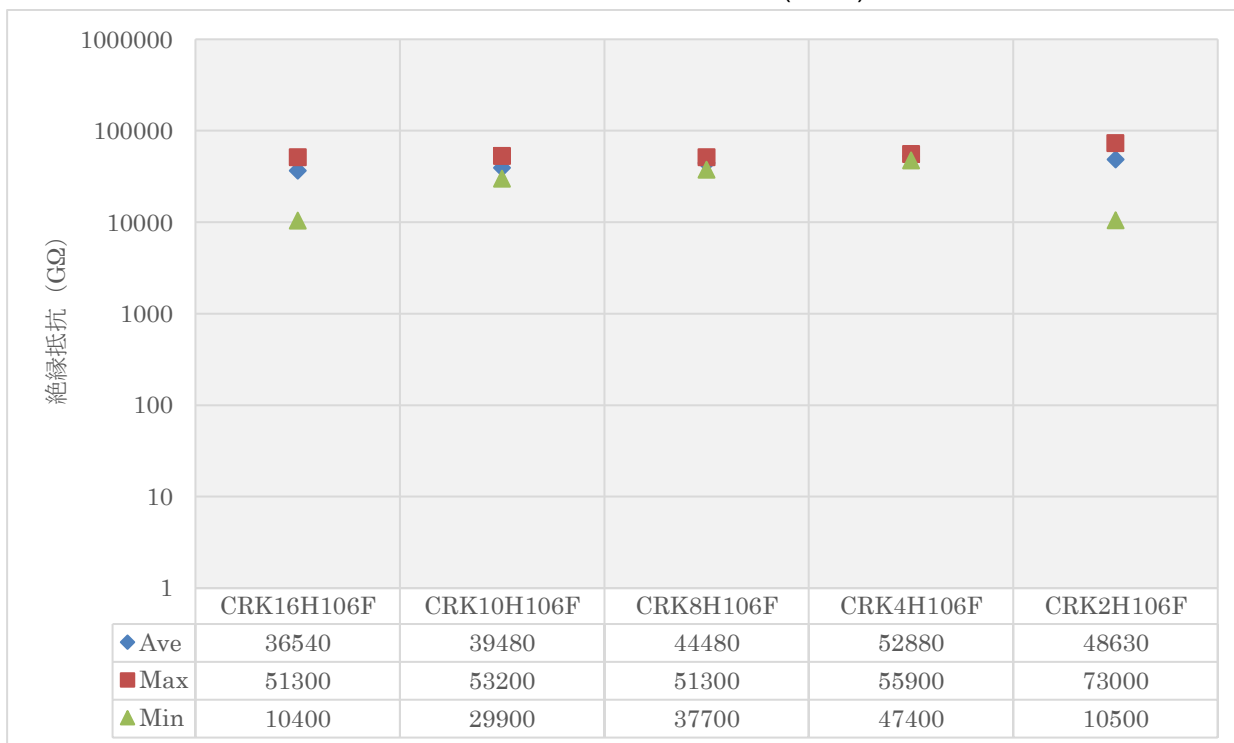 1000000
100000
10000
1000
100
10
1
絶縁抵抗（GΩ）
CRK16H106F CRK10H106F CRK8H106F CRK4H106F CRK2H106F
Ave 36540 39480 44480 52880 48630
Max 51300 53200 51300 55900 73000
Min 10400 29900 37700 47400 10500